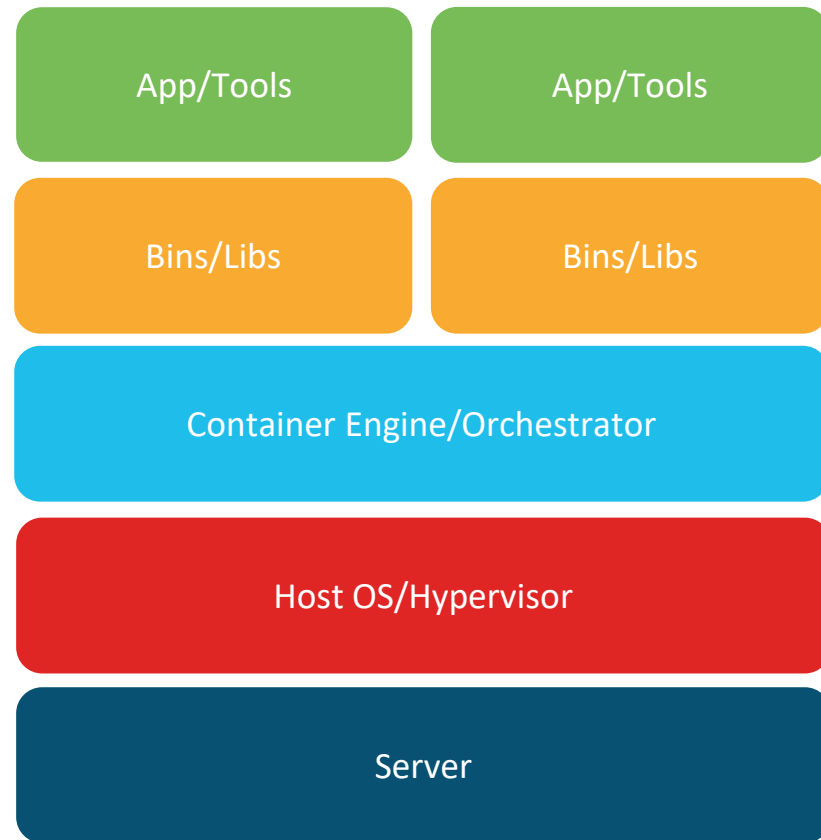 App/Tools
App/Tools
Bins/Libs
Bins/Libs
Container Engine/Orchestrator
Host OS/Hypervisor
Server